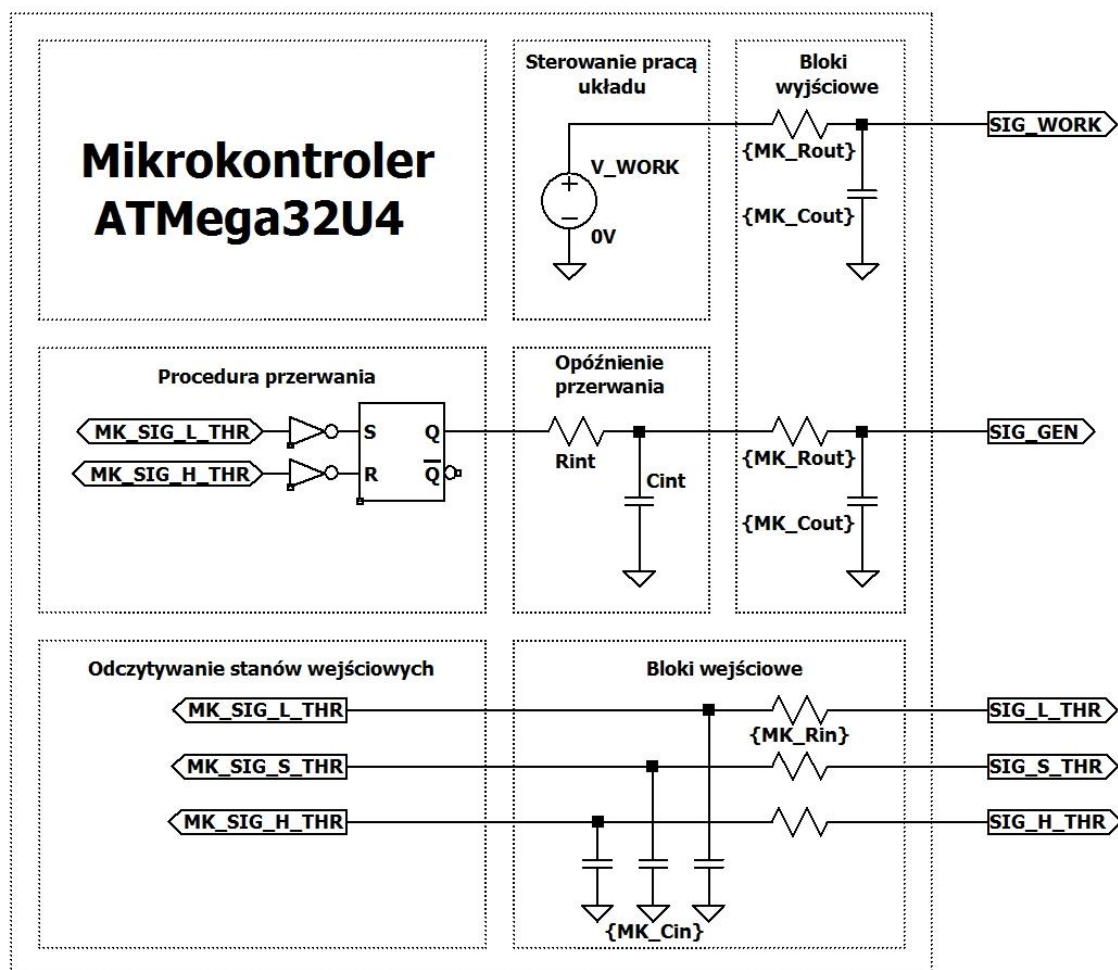 Mikrokontroler
ATMega32U4
Sterowanie pracą
układu
V_WORK
0V
Bloki
wyjściowe
{MK_Rout}
{MK_Cout}
SIG_WORK
Procedura przerwania
MK_SIG_L_THR
MK_SIG_H_THR
S
Q
R
Q
Opóźnienie
przerwania
Rint
Cint
{MK_Rout}
{MK_Cout}
SIG_GEN
Odczytywanie stanów wejściowych
MK_SIG_L_THR
MK_SIG_S_THR
MK_SIG_H_THR
Bloki wejściowe
{MK_Rin}
{MK_Cin}
SIG_L_THR
SIG_S_THR
SIG_H_THR